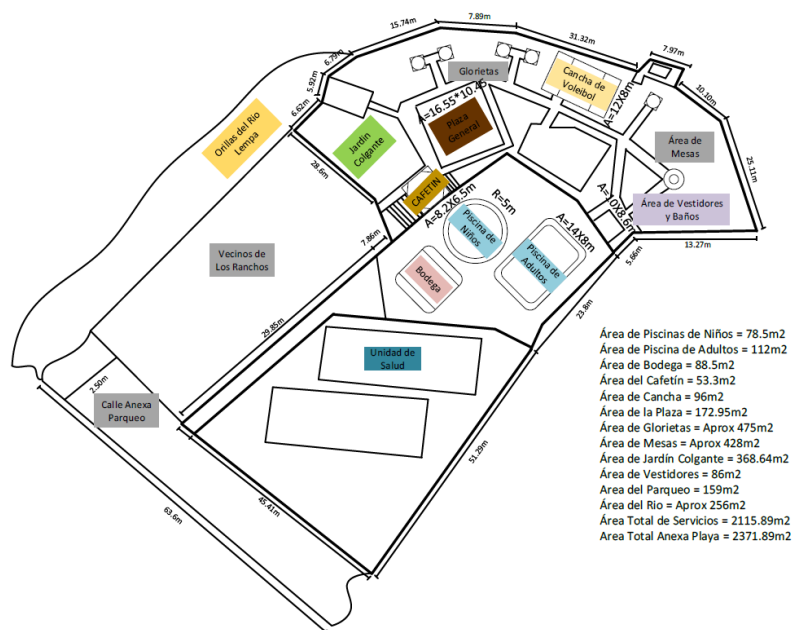 15.74m
7.89m
31.32m
7.97m
6.79m
5.92m
6.62m
10.10m
25.11m
13.27m
5.66m
23.8m
51.29m
45.41m
63.6m
2.50m
29.85m
7.86m
28.6m
Orillas del Rio
Lempa
Jardín
Colgante
Glorietas
A=16.55*10.45
Plaza
General
Cancha de
Voleibol
A=12X8m
Área de
Mesas
Área de Vestidores
y Baños
A=10X8.6m
CAFETIN
A=8.2X6.5m
R=5m
Piscina de
Niños
A=14X8m
Piscina de
Adultos
Bodega
Vecinos de
Los Ranchos
Unidad de
Salud
Calle Anexa
Parqueo
Área de Piscinas de Niños = 78.5m2
Área de Piscina de Adultos = 112m2
Área de Bodega = 88.5m2
Área del Cafetín = 53.3m2
Área de Cancha = 96m2
Área de la Plaza = 172.95m2
Área de Glorietas = Aprox 475m2
Área de Mesas = Aprox 428m2
Área de Jardín Colgante = 368.64m2
Área de Vestidores = 86m2
Area del Parqueo = 159m2
Área del Rio = Aprox 256m2
Área Total de Servicios = 2115.89m2
Área Total Anexa Playa = 2371.89m2